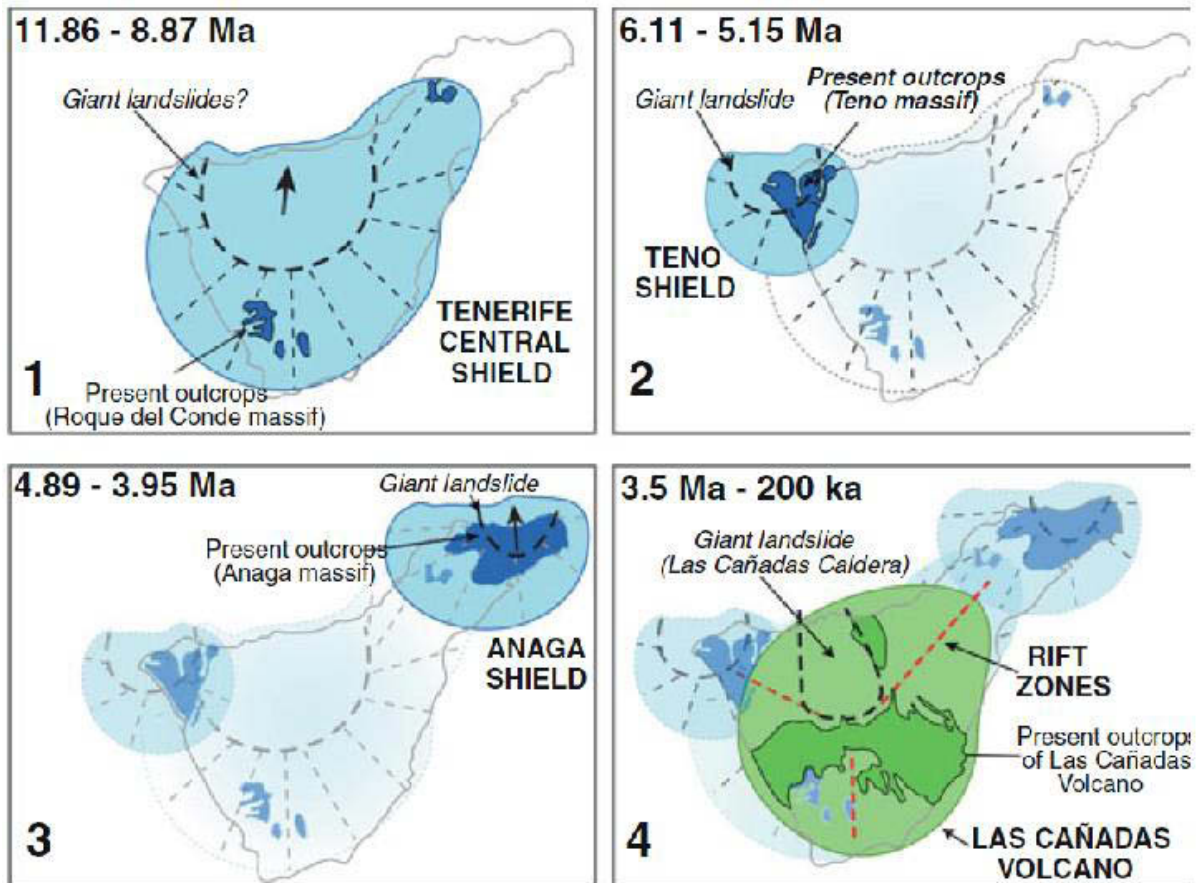 11.86 - 8.87 Ma
Giant landslides?
TENERIFE
CENTRAL
SHIELD
1
Present outcrops
(Roque del Conde massif)
6.11 - 5.15 Ma
Present outcrops
(Teno massif)
Giant landslide
TENO
SHIELD
2
4.89 - 3.95 Ma
Giant landslide
Present outcrops
(Anaga massif)
ANAGA
SHIELD
3
3.5 Ma - 200 ka
Giant landslide
(Las Cañadas Caldera)
RIFT
ZONES
Present outcrops
of Las Cañadas
Volcano
4
LAS CAÑADAS
VOLCANO